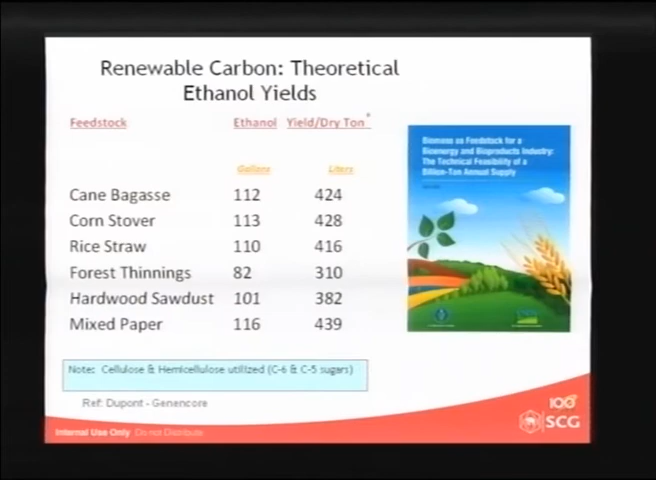 Renewable Carbon: Theoretical
Ethanol Yields
Feedstock Ethanol Yield/Dry Ton*
Gallons Liters
Cane Bagasse 112 424
Corn Stover 113 428
Rice Straw 110 416
Forest Thinnings 82 310
Hardwood Sawdust 101 382
Mixed Paper 116 439
Note: Cellulose & Hemicellulose utilized (C-6 & C-5 sugars)
Ref: Dupont - Genencore
Biomass as Feedstock for a
Bioenergy and Bioproducts Industry:
The Technical Feasibility of a
Billion-Ton Annual Supply
Internal Use Only Do not Distribute
100
SCG